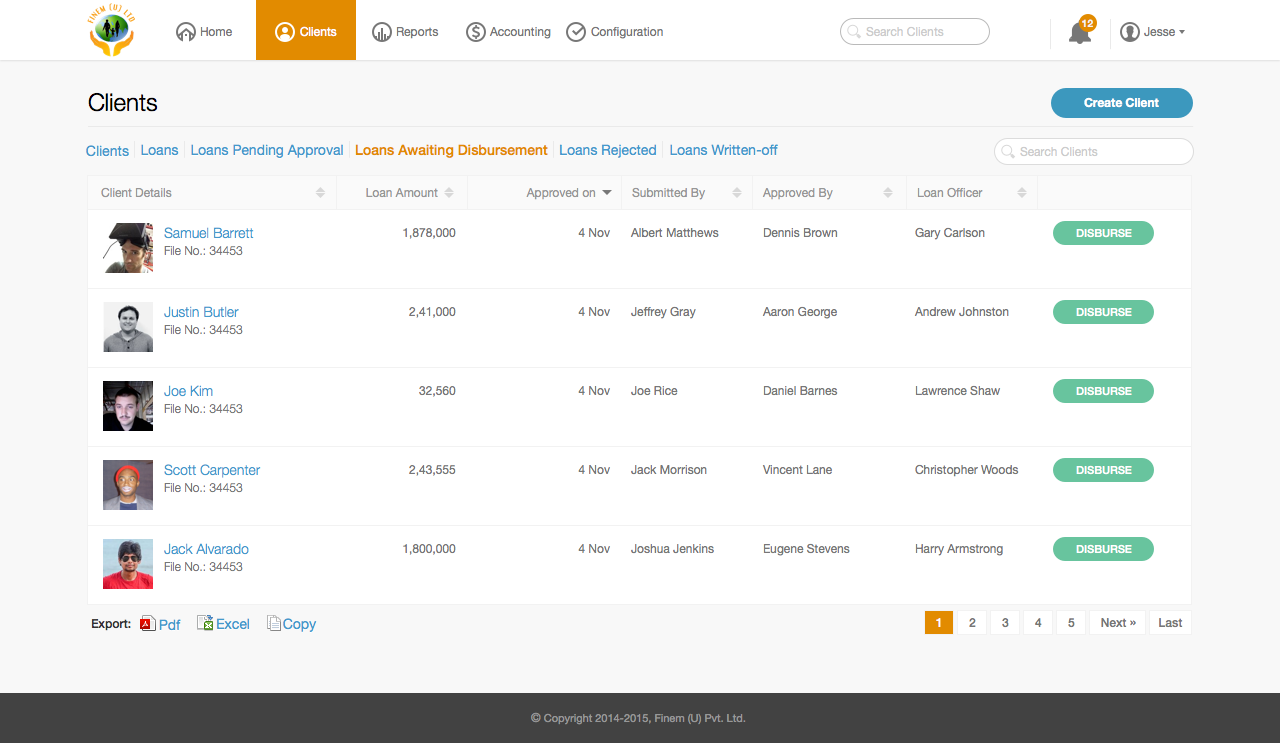 FINEM (U) LTD
Home Clients Reports Accounting Configuration Search Clients 12 Jesse
Clients Create Client
Clients Loans Loans Pending Approval Loans Awaiting Disbursement Loans Rejected Loans Written-off Search Clients
Client Details Loan Amount Approved on Submitted By Approved By Loan Officer
Samuel Barrett 1,878,000 4 Nov Albert Matthews Dennis Brown Gary Carlson DISBURSE
File No.: 34453
Justin Butler 2,41,000 4 Nov Jeffrey Gray Aaron George Andrew Johnston DISBURSE
File No.: 34453
Joe Kim 32,560 4 Nov Joe Rice Daniel Barnes Lawrence Shaw DISBURSE
File No.: 34453
Scott Carpenter 2,43,555 4 Nov Jack Morrison Vincent Lane Christopher Woods DISBURSE
File No.: 34453
Jack Alvarado 1,800,000 4 Nov Joshua Jenkins Eugene Stevens Harry Armstrong DISBURSE
File No.: 34453
Export: Pdf Excel Copy 1 2 3 4 5 Next » Last
© Copyright 2014-2015, Finem (U) Pvt. Ltd.